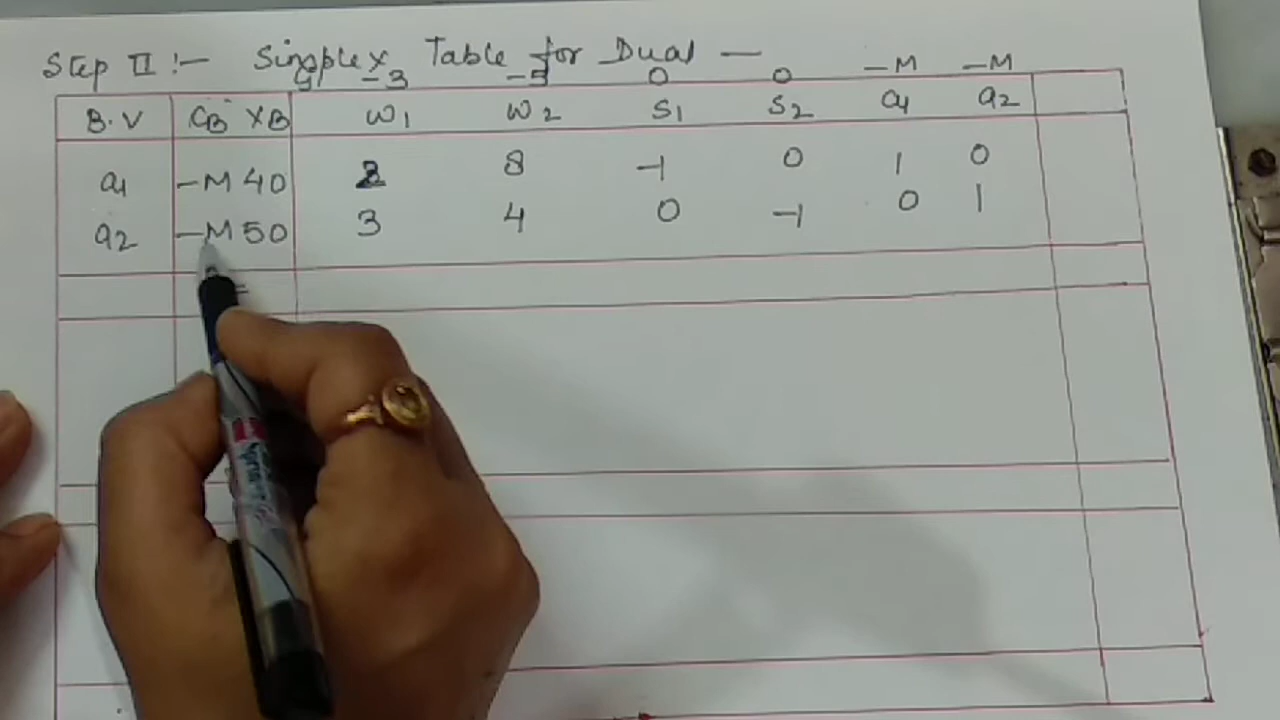 Step II :- Simplex Table for Dual —
Cj -3 -5 0 0 -M -M
B.V CB XB W1 W2 S1 S2 a1 a2
a1 -M 40 2 8 -1 0 1 0
a2 -M 50 3 4 0 -1 0 1